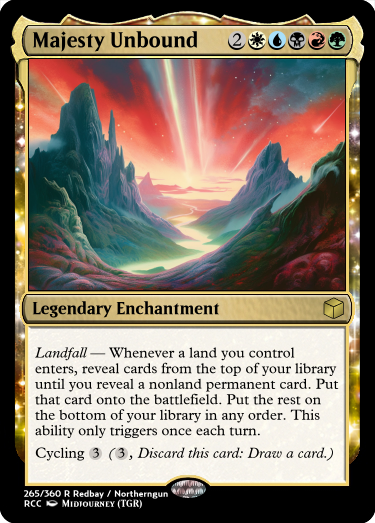 Majesty Unbound 2
Legendary Enchantment
Landfall — Whenever a land you control
enters, reveal cards from the top of your library
until you reveal a nonland permanent card. Put
that card onto the battlefield. Put the rest on
the bottom of your library in any order. This
ability only triggers once each turn.
Cycling 3 (3, Discard this card: Draw a card.)
265/360 R Redbay / Northerngun
RCC Midjourney (TGR)